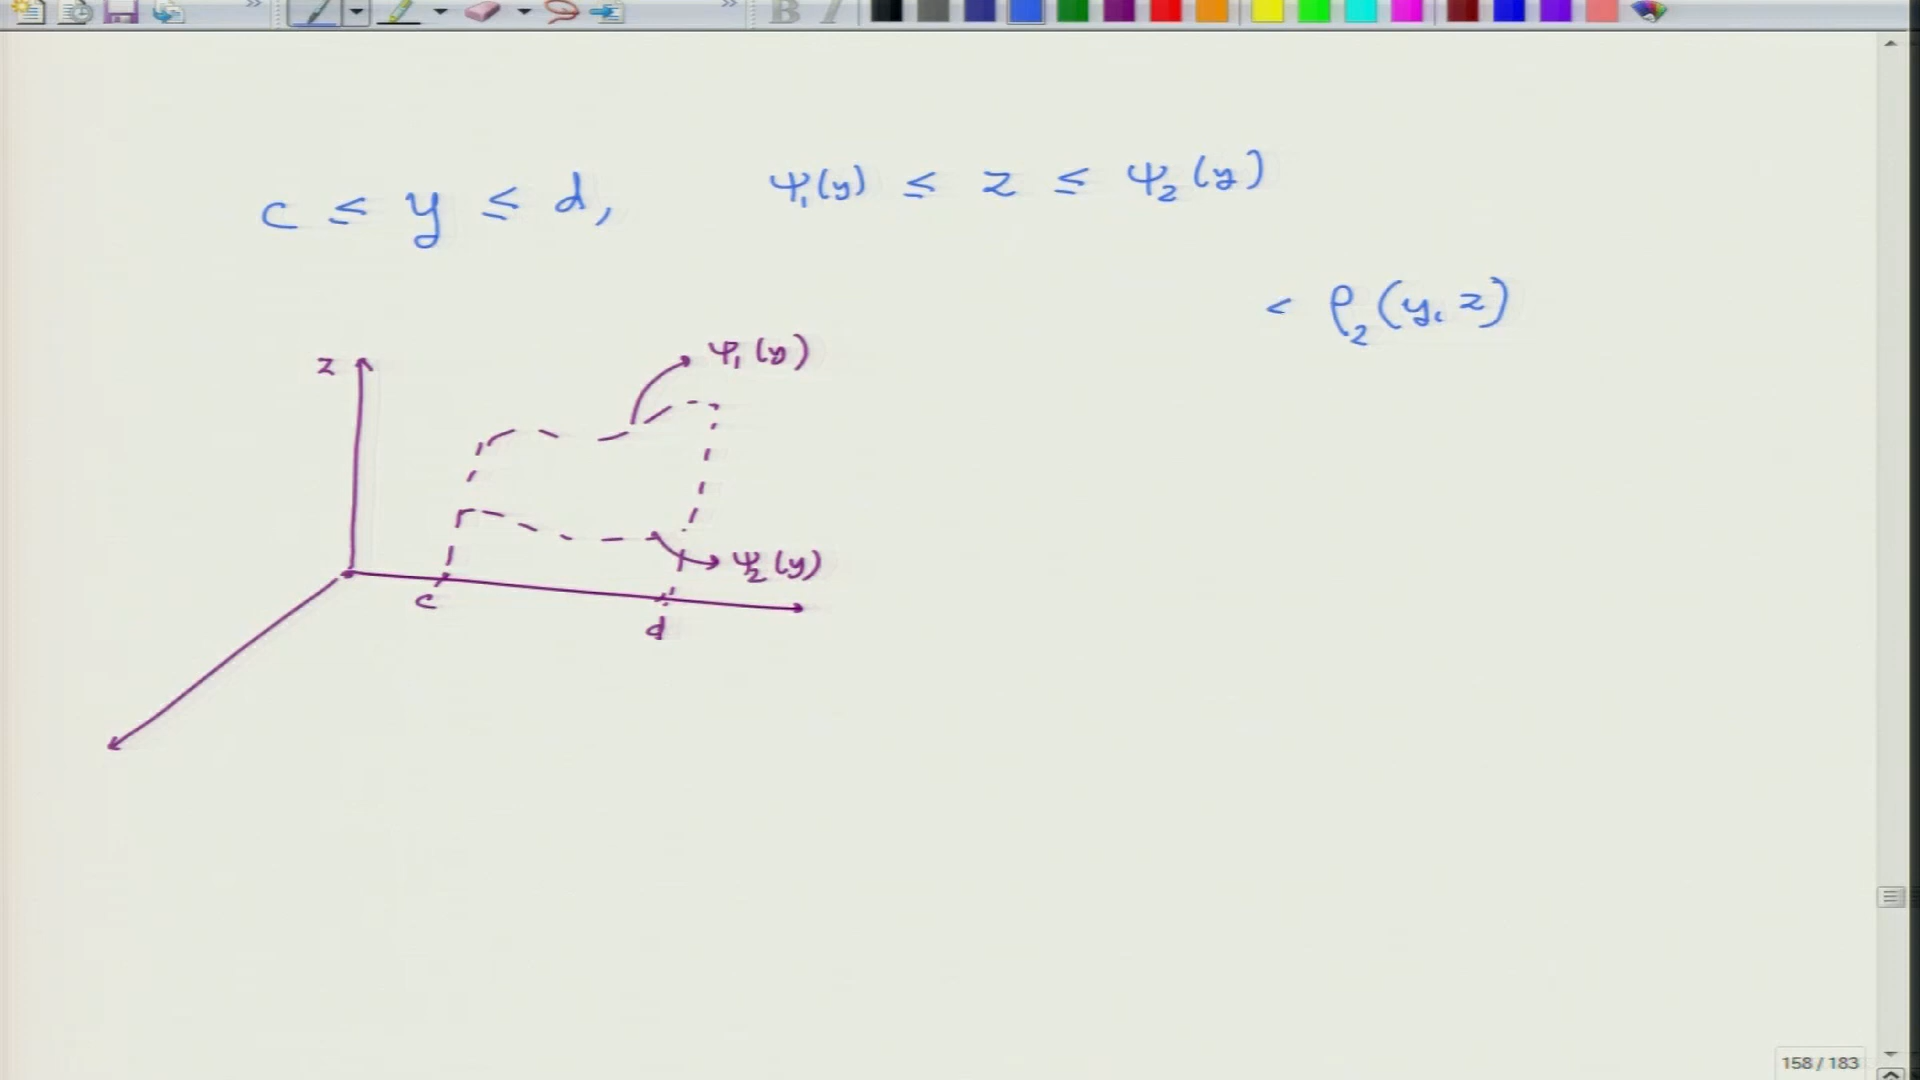 c ≤ y ≤ d, ψ₁(y) ≤ z ≤ ψ₂(y)
< ρ₂(y, z)
z
ψ₁(y)
ψ₂(y)
c
d
158 / 183